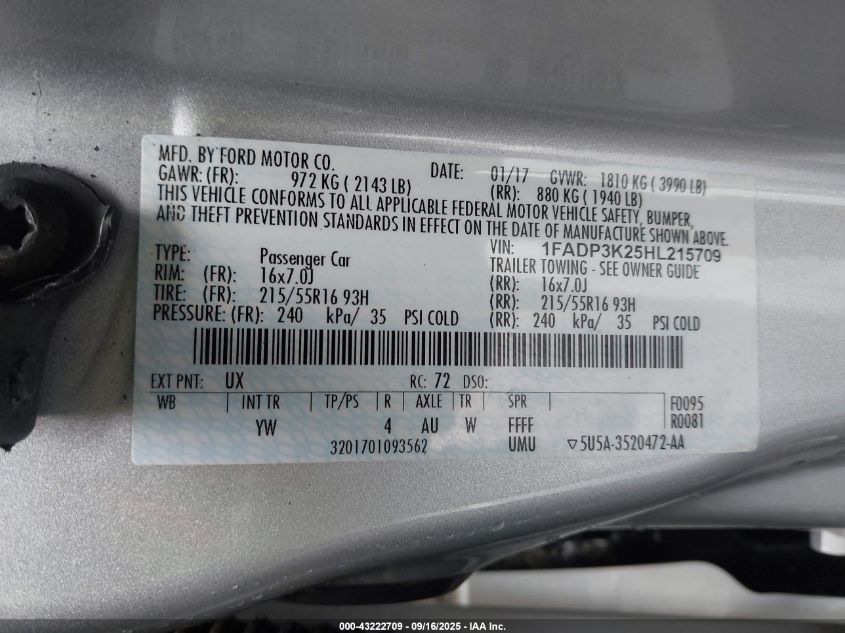 MFD. BY FORD MOTOR CO. DATE: 01/17 GVWR: 1810 KG ( 3990 LB)
GAWR: (FR): 972 KG ( 2143 LB) (RR): 880 KG ( 1940 LB)
THIS VEHICLE CONFORMS TO ALL APPLICABLE FEDERAL MOTOR VEHICLE SAFETY, BUMPER,
AND THEFT PREVENTION STANDARDS IN EFFECT ON THE DATE OF MANUFACTURE SHOWN ABOVE.
VIN: 1FADP3K25HL215709
TYPE: Passenger Car TRAILER TOWING - SEE OWNER GUIDE
RIM: (FR): 16x7.0J (RR): 16x7.0J
TIRE: (FR): 215/55R16 93H (RR): 215/55R16 93H
PRESSURE: (FR): 240 kPa/ 35 PSI COLD (RR): 240 kPa/ 35 PSI COLD
EXT PNT: UX RC: 72 DSO:
WB INT TR TP/PS R AXLE TR SPR F0095
YW 4 AU W FFFF R0081
3201701093562 UMU ▽5U5A-3520472-AA
000-43222709 - 09/16/2025 - IAA Inc.